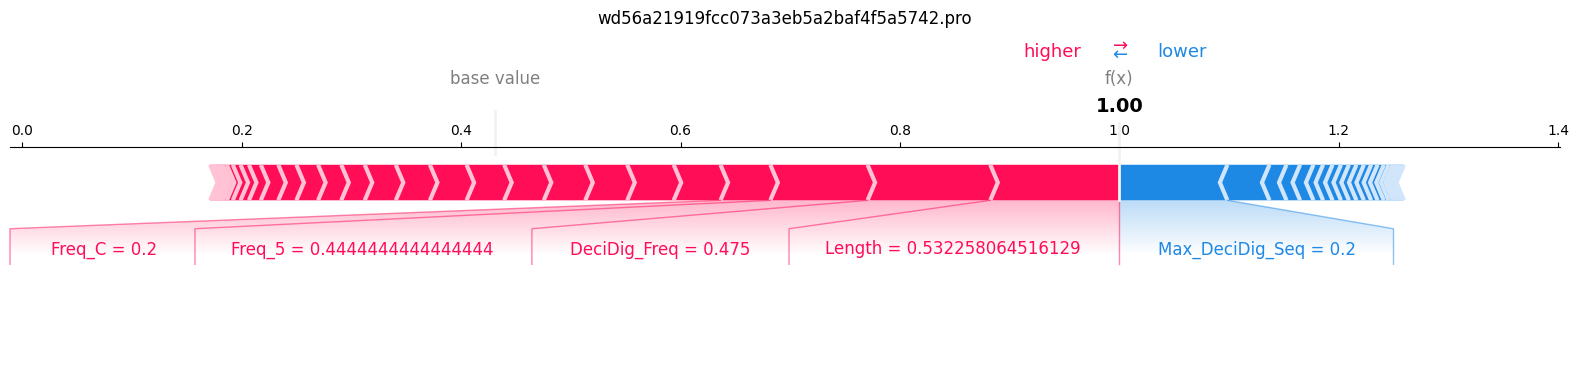 wd56a21919fcc073a3eb5a2baf4f5a5742.pro
higher ⇄ lower
base value f(x)
1.00
0.0 0.2 0.4 0.6 0.8 1.0 1.2 1.4
Freq_C = 0.2 Freq_5 = 0.4444444444444444 DeciDig_Freq = 0.475 Length = 0.532258064516129 Max_DeciDig_Seq = 0.2